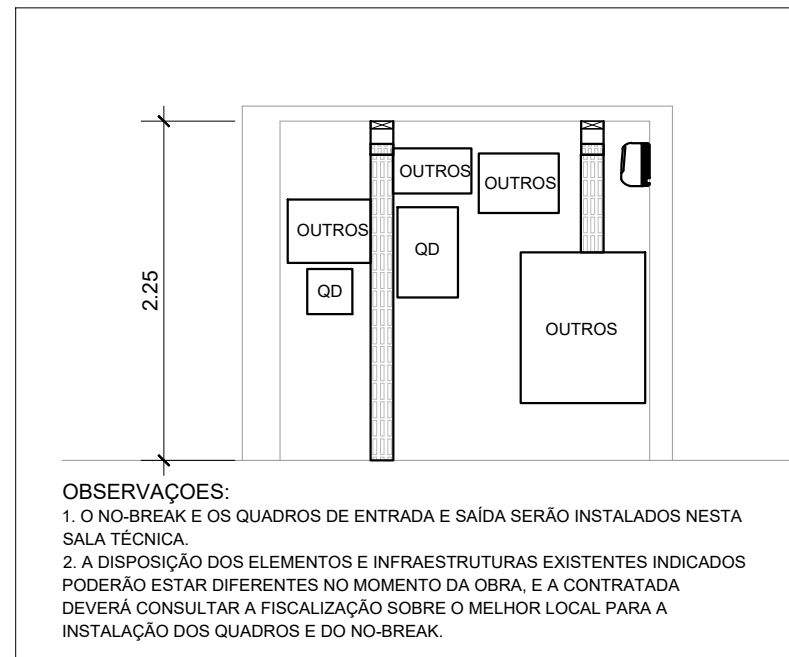 OUTROS
OUTROS
OUTROS
QD
QD
2.25
OUTROS
OBSERVAÇOES:
1. O NO-BREAK E OS QUADROS DE ENTRADA E SAÍDA SERÃO INSTALADOS NESTA
SALA TÉCNICA.
2. A DISPOSIÇÃO DOS ELEMENTOS E INFRAESTRUTURAS EXISTENTES INDICADOS
PODERÃO ESTAR DIFERENTES NO MOMENTO DA OBRA, E A CONTRATADA
DEVERÁ CONSULTAR A FISCALIZAÇÃO SOBRE O MELHOR LOCAL PARA A
INSTALAÇÃO DOS QUADROS E DO NO-BREAK.